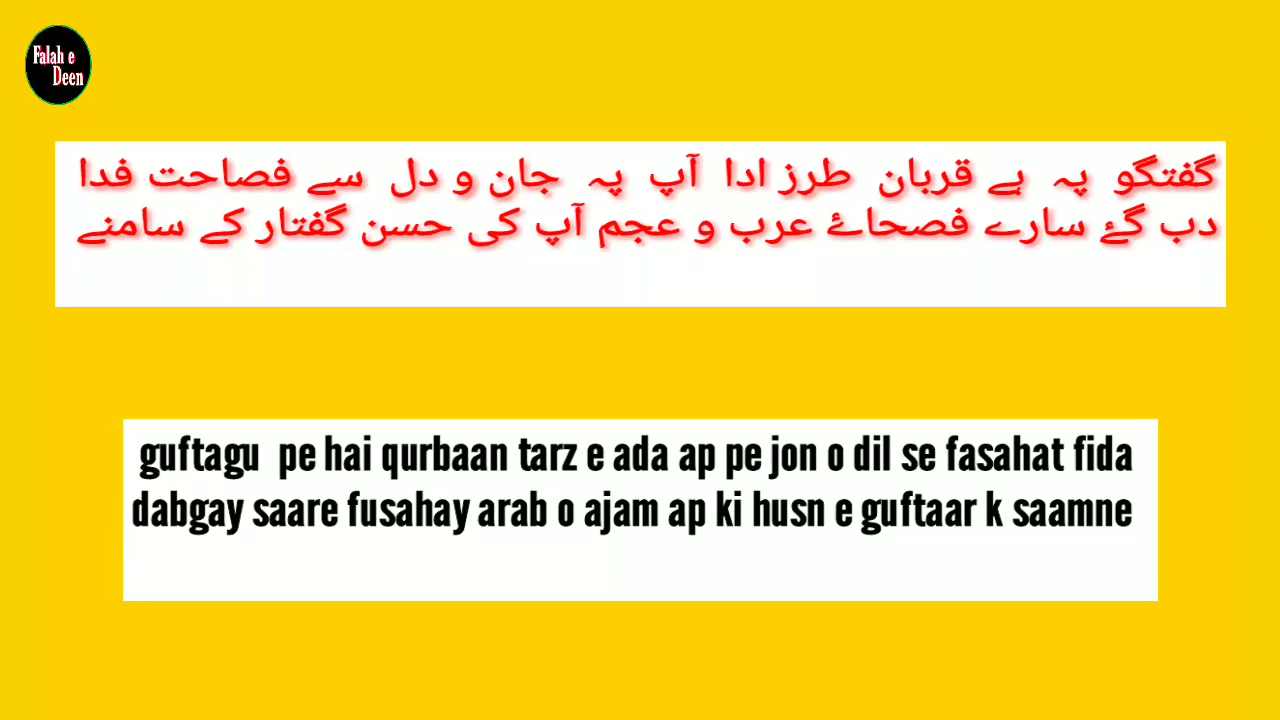 Falah e
Deen
گفتگو پہ ہے قربان طرز ادا آپ پہ جان و دل سے فصاحت فدا
دب گۓ سارے فصحاۓ عرب و عجم آپ کی حسن گفتار کے سامنے
guftagu pe hai qurbaan tarz e ada ap pe jon o dil se fasahat fida
dabgay saare fusahay arab o ajam ap ki husn e guftaar k saamne